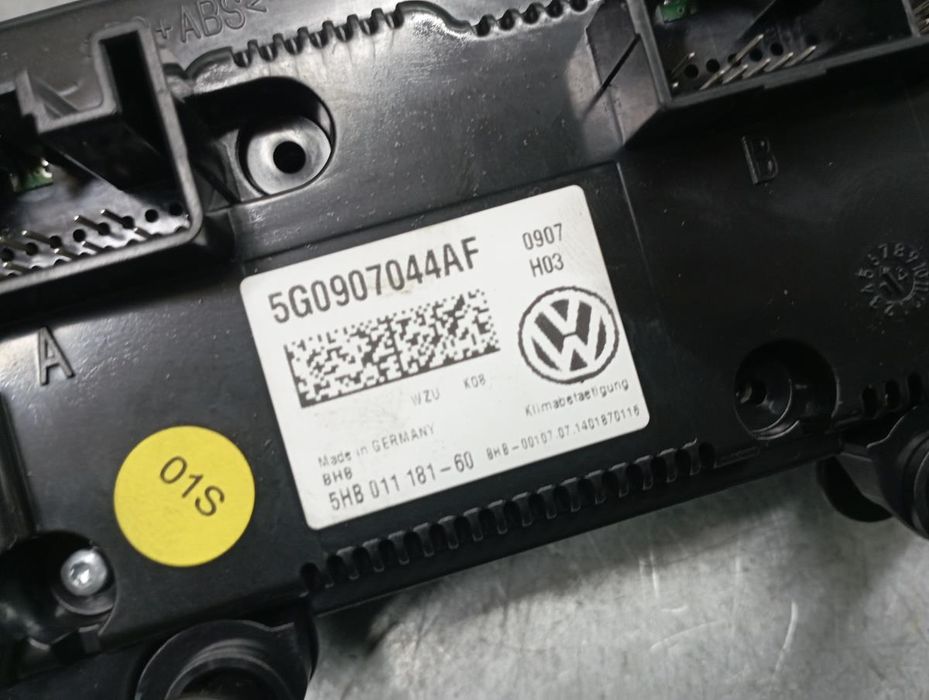 +ABS<
B
A
5G0907044AF
0907
H03
WZU K08
Klimabetaetigung
Made in GERMANY
BHB
BHB-00107.07.1401870116
5HB 011 181-60
01S